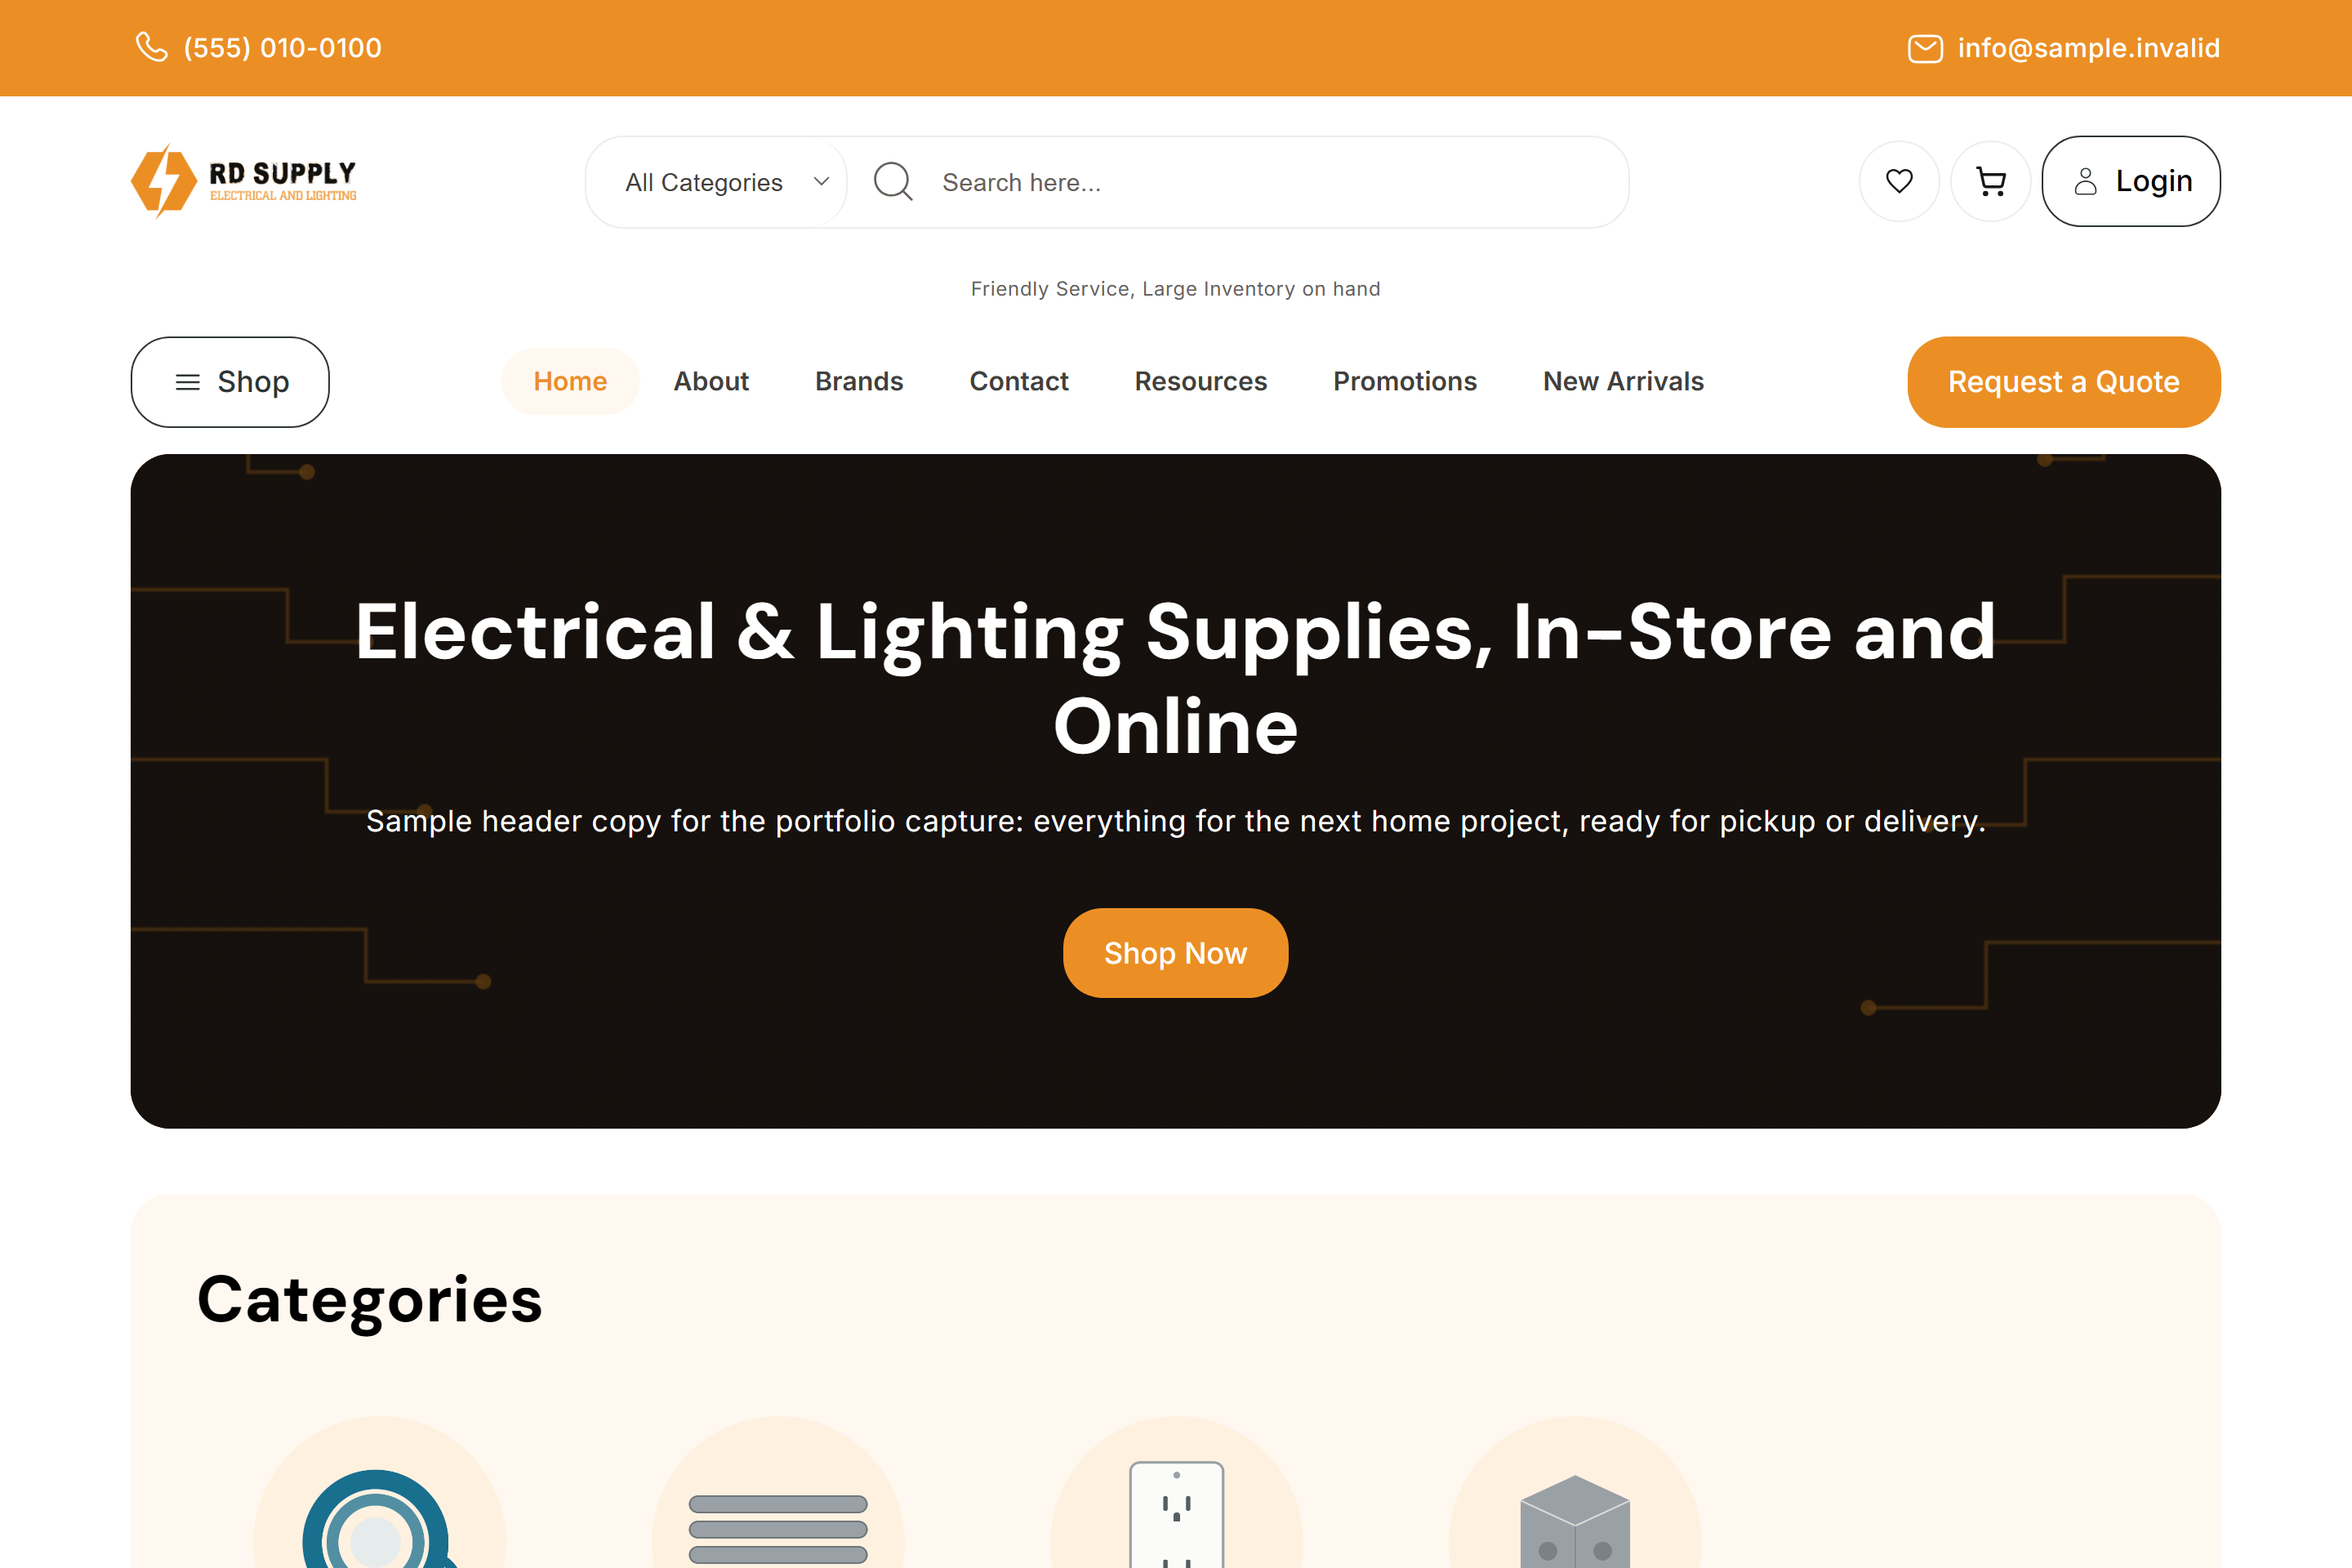 (555) 010-0100
info@sample.invalid
RD SUPPLY
ELECTRICAL AND LIGHTING
All Categories
Search here...
Login
Friendly Service, Large Inventory on hand
Shop
Home
About
Brands
Contact
Resources
Promotions
New Arrivals
Request a Quote
Electrical & Lighting Supplies, In-Store and
Online
Sample header copy for the portfolio capture: everything for the next home project, ready for pickup or delivery.
Shop Now
Categories